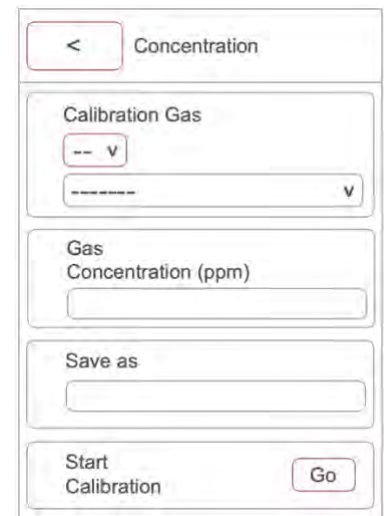 < Concentration
Calibration Gas
-- v
------- v
Gas
Concentration (ppm)
Save as
Start
Calibration Go